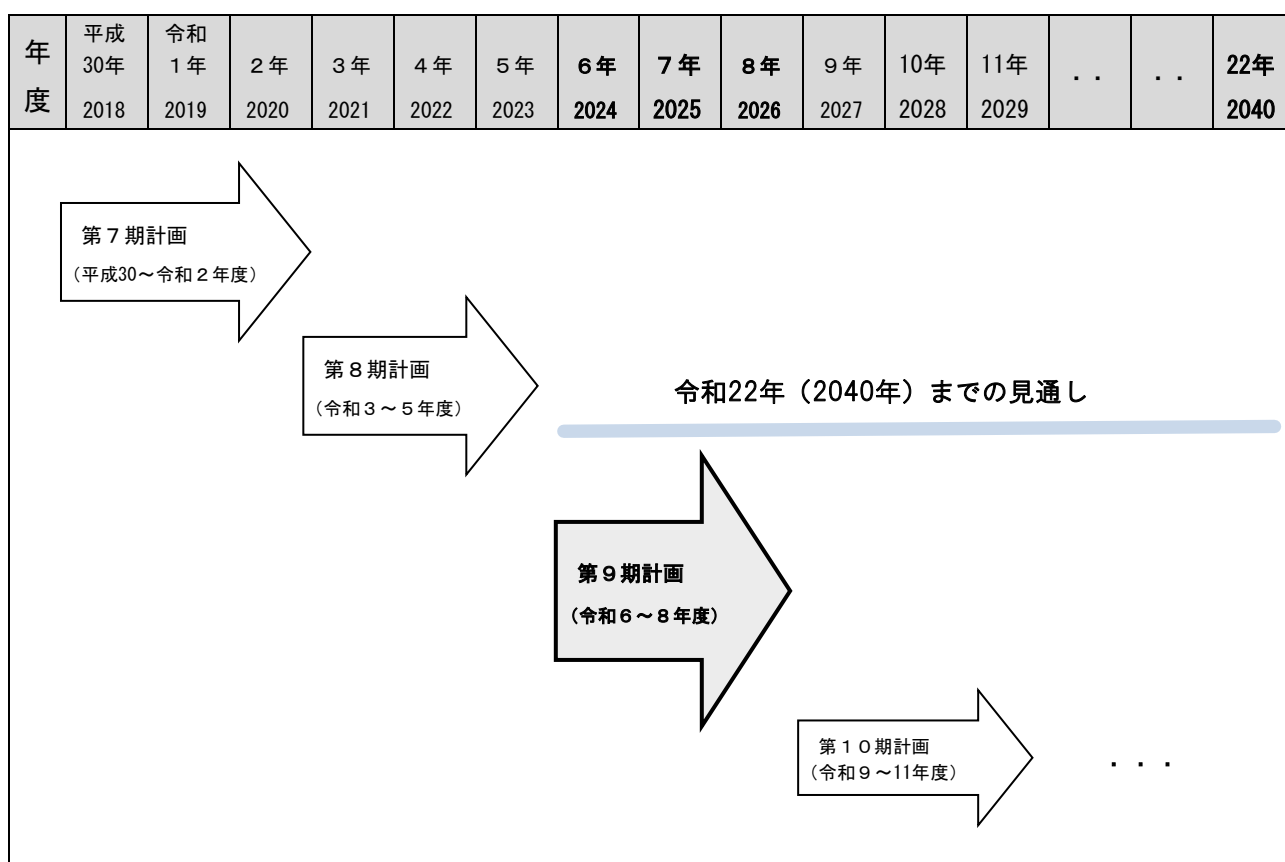 年度
平成
30年
2018
令和
1年
2019
2年
2020
3年
2021
4年
2022
5年
2023
6年
2024
7年
2025
8年
2026
9年
2027
10年
2028
11年
2029
・・
・・
22年
2040
第7期計画
(平成30~令和2年度)
第8期計画
(令和3~5年度)
令和22年(2040年)までの見通し
第9期計画
(令和6~8年度)
第10期計画
(令和9~11年度)
・・・